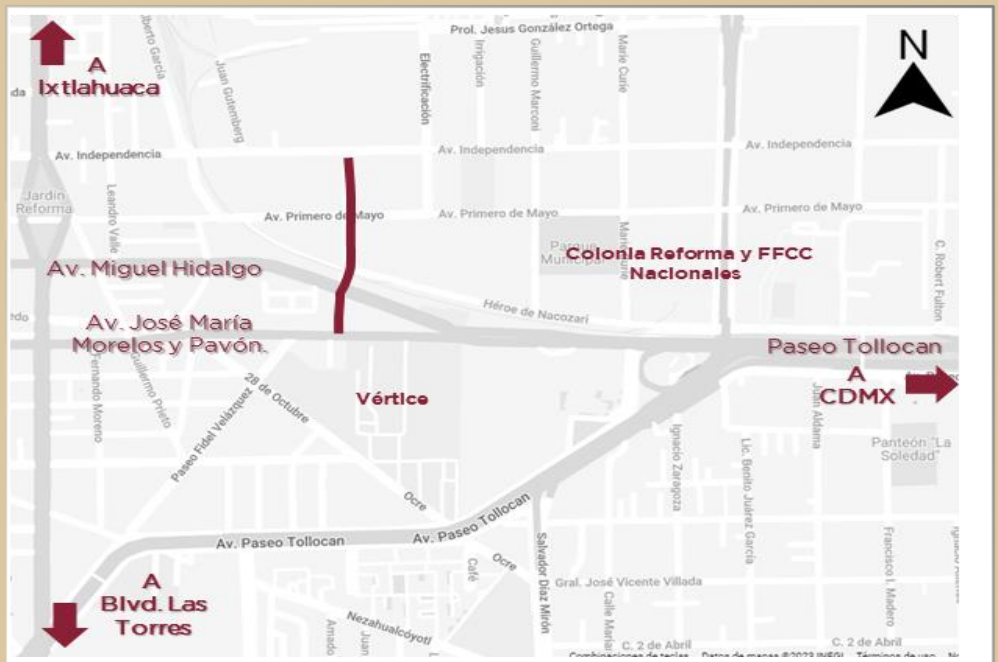 Prol. Jesus González Ortega
N
A
Ixtlahuaca
Juan Gutemberg
Electrificación
Irrigación
Guillermo Marconi
Marie Curie
Av. Independencia
Av. Independencia
Av. Independencia
Jardín
Reforma
Leandro Valle
Av. Primero de Mayo
Av. Primero de Mayo
Av. Primero de Mayo
Parque
Municipal
Colonia Reforma y FFCC
Nacionales
C. Robert Fulton
Av. Miguel Hidalgo
Héroe de Nacozari
Av. José María
Morelos y Pavón.
Paseo Tollocan
A
CDMX
Fernando Moreno
Guillermo Prieto
28 de Octubre
Paseo Fidel Velázquez
Vértice
Juan Aldama
Ignacio Zaragoza
Lic. Benito Juárez García
Panteón "La
Soledad"
Ocre
Av. Paseo Tollocan
Av. Paseo Tollocan
Ocre
Café
Salvador Díaz Mirón
Francisco I. Madero
A
Blvd. Las
Torres
Gral. José Vicente Villada
Nezahualcóyotl
Amado
Juan
Calle María
C. 2 de Abril
C. 2 de Abril
Combinaciones de teclas
Datos de mapas ©2023 INEGI
Términos de uso